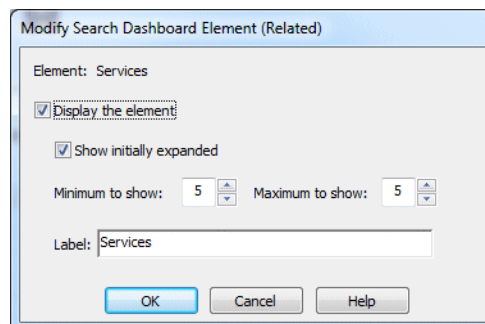 Modify Search Dashboard Element (Related)
Element: Services
Display the element
Show initially expanded
Minimum to show: 5 Maximum to show: 5
Label: Services
OK Cancel Help